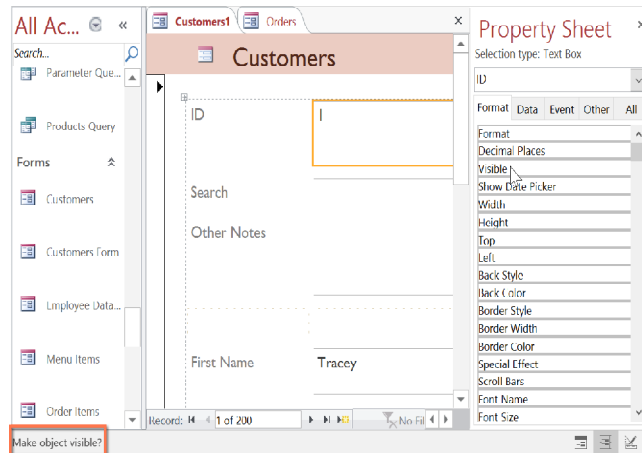 All Ac...
Search...
Parameter Que...
Products Query
Forms
Customers
Customers Form
Employee Data...
Menu Items
Order Items
Customers1
Orders
Customers
ID
1
Search
Other Notes
First Name
Tracey
Record:
1 of 200
No Fil
Property Sheet
Selection type: Text Box
ID
Format Data Event Other All
Format
Decimal Places
Visible
Show Date Picker
Width
Height
Top
Left
Back Style
Back Color
Border Style
Border Width
Border Color
Special Effect
Scroll Bars
Font Name
Font Size
Make object visible?